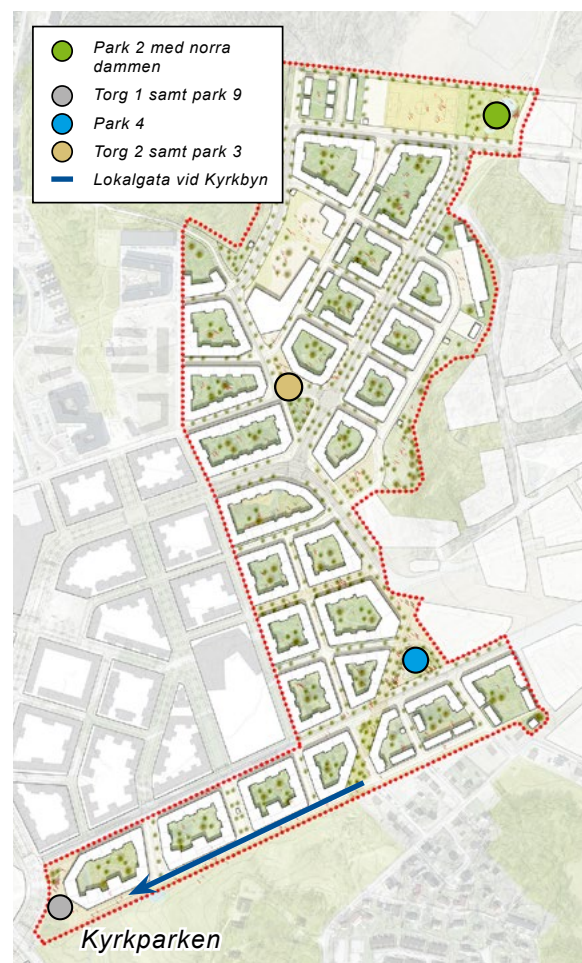 Park 2 med norra
dammen
Torg 1 samt park 9
Park 4
Torg 2 samt park 3
Lokalgata vid Kyrkbyn
Kyrkparken